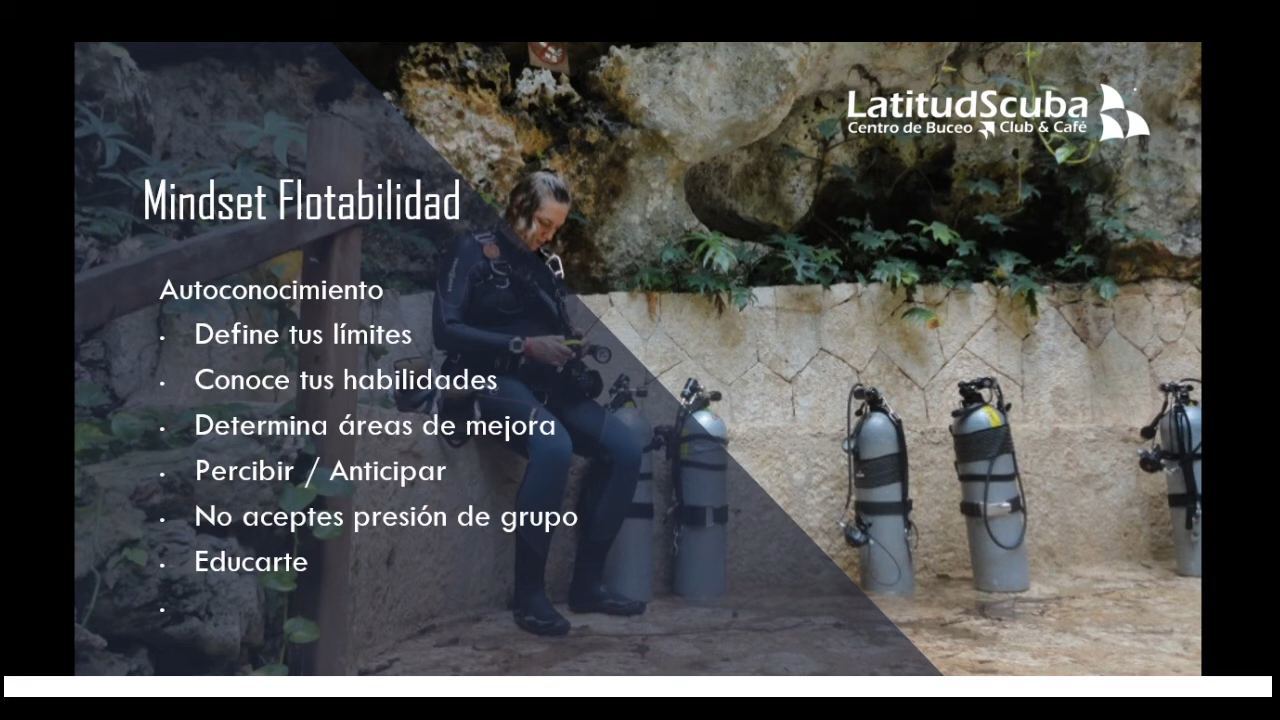 LatitudScuba
Centro de Buceo Club & Café
Mindset Flotabilidad
Autoconocimiento
• Define tus límites
• Conoce tus habilidades
• Determina áreas de mejora
• Percibir / Anticipar
• No aceptes presión de grupo
• Educarte
•